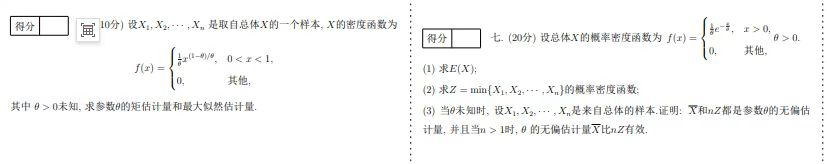 得分
10分) 设X₁, X₂, ⋯, Xₙ 是取自总体X的一个样本, X的密度函数为
f(x) = { (1/θ)x^{(1−θ)/θ}, 0 < x < 1,
0, 其他,
其中 θ > 0未知, 求参数θ的矩估计量和最大似然估计量.
得分
七. (20分) 设总体X的概率密度函数为 f(x) = { (1/θ)e^{−x/θ}, x > 0, θ > 0.
0, 其他,
(1) 求E(X);
(2) 求Z = min{X₁, X₂, ⋯, Xₙ}的概率密度函数;
(3) 当θ未知时, 设X₁, X₂, ⋯, Xₙ是来自总体的样本.证明: X̅和nZ都是参数θ的无偏估
计量, 并且当n > 1时, θ 的无偏估计量X̅比nZ有效.